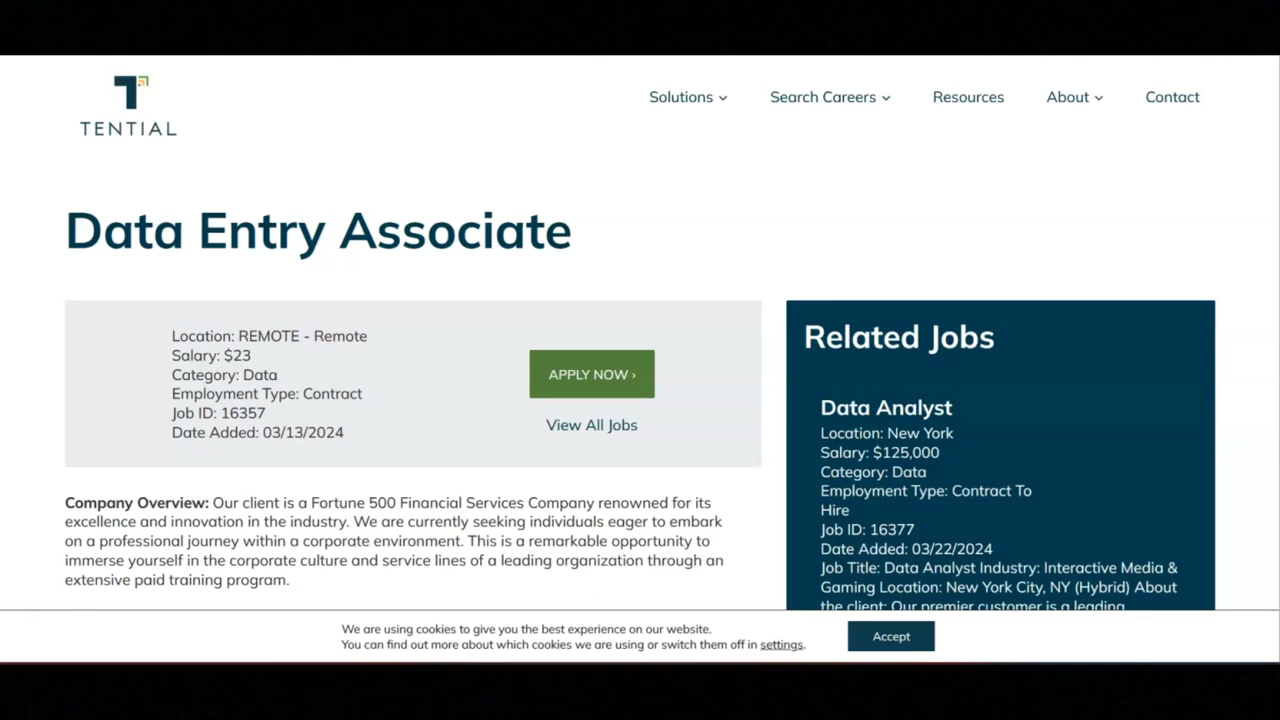 TENTIAL
Solutions
Search Careers
Resources
About
Contact
Data Entry Associate
Location: REMOTE - Remote
Salary: $23
Category: Data
Employment Type: Contract
Job ID: 16357
Date Added: 03/13/2024
APPLY NOW ›
View All Jobs
Company Overview: Our client is a Fortune 500 Financial Services Company renowned for its
excellence and innovation in the industry. We are currently seeking individuals eager to embark
on a professional journey within a corporate environment. This is a remarkable opportunity to
immerse yourself in the corporate culture and service lines of a leading organization through an
extensive paid training program.
Related Jobs
Data Analyst
Location: New York
Salary: $125,000
Category: Data
Employment Type: Contract To
Hire
Job ID: 16377
Date Added: 03/22/2024
Job Title: Data Analyst Industry: Interactive Media &
Gaming Location: New York City, NY (Hybrid) About
the client: Our premier customer is a leading
We are using cookies to give you the best experience on our website.
You can find out more about which cookies we are using or switch them off in settings.
Accept